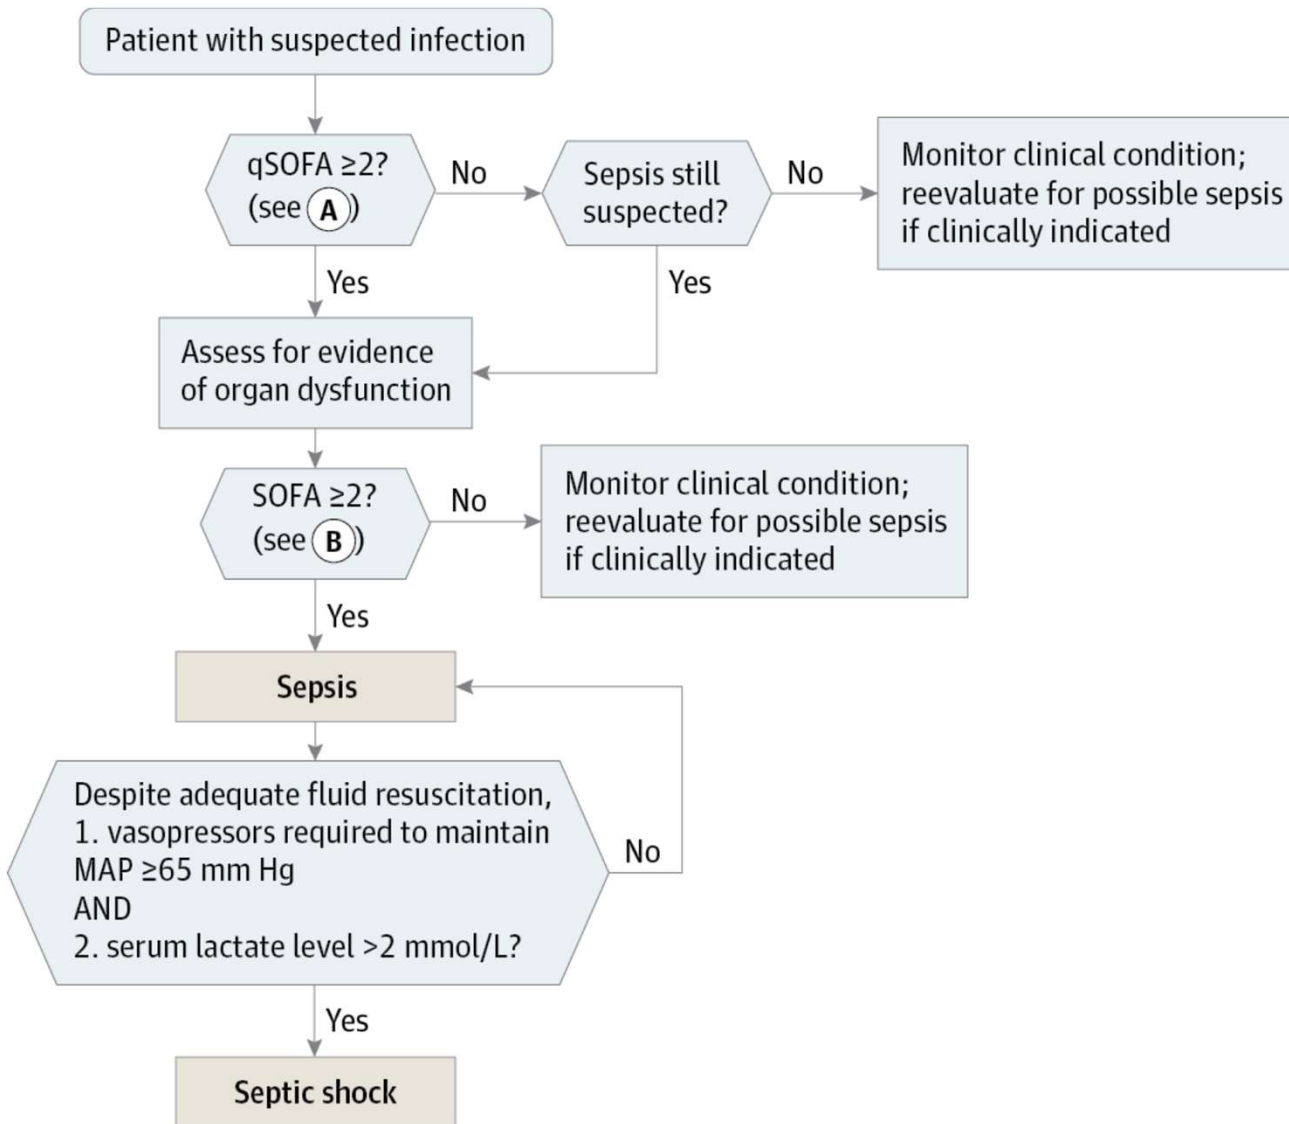 Patient with suspected infection
qSOFA ≥2?
(see A)
No
Sepsis still
suspected?
No
Monitor clinical condition;
reevaluate for possible sepsis
if clinically indicated
Yes
Yes
Assess for evidence
of organ dysfunction
SOFA ≥2?
(see B)
No
Monitor clinical condition;
reevaluate for possible sepsis
if clinically indicated
Yes
Sepsis
Despite adequate fluid resuscitation,
1. vasopressors required to maintain
MAP ≥65 mm Hg
AND
2. serum lactate level >2 mmol/L?
No
Yes
Septic shock